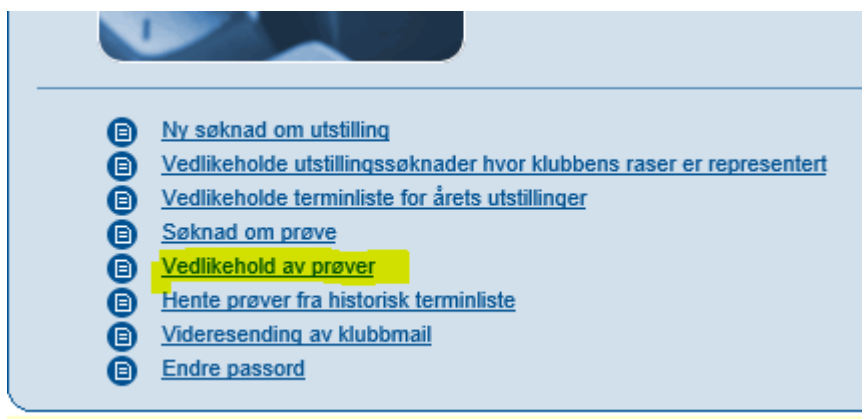 Ny søknad om utstilling
Vedlikeholde utstillingssøknader hvor klubbens raser er representert
Vedlikeholde terminliste for årets utstillinger
Søknad om prøve
Vedlikehold av prøver
Hente prøver fra historisk terminliste
Videresending av klubbmail
Endre passord